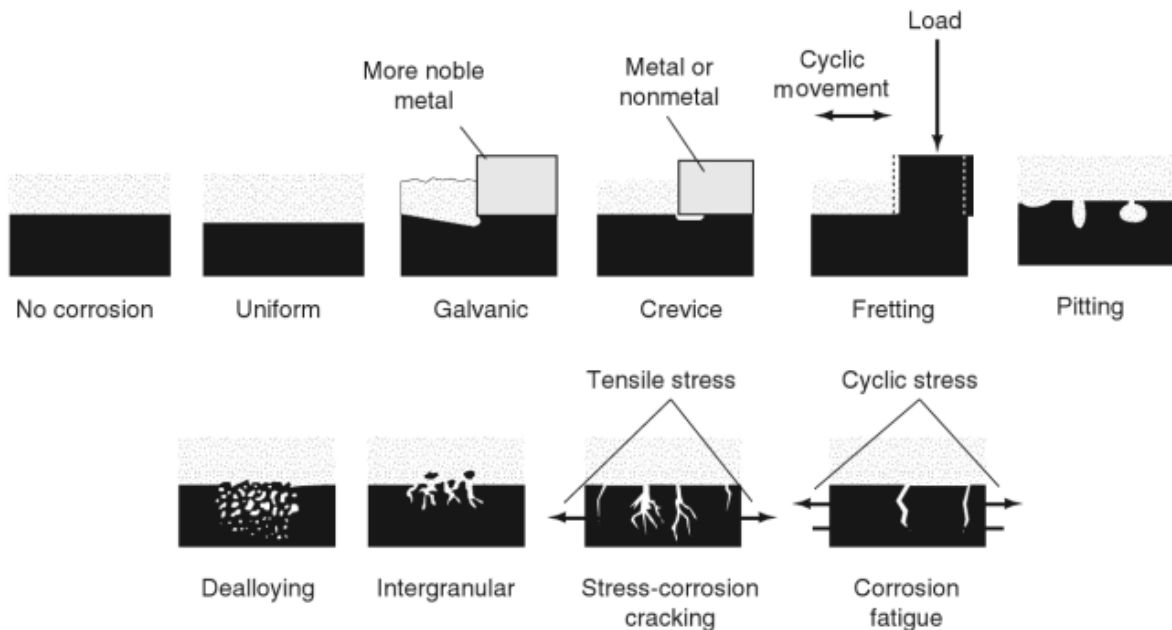 Load
More noble
metal
Metal or
nonmetal
Cyclic
movement
No corrosion
Uniform
Galvanic
Crevice
Fretting
Pitting
Tensile stress
Cyclic stress
Dealloying
Intergranular
Stress-corrosion
cracking
Corrosion
fatigue